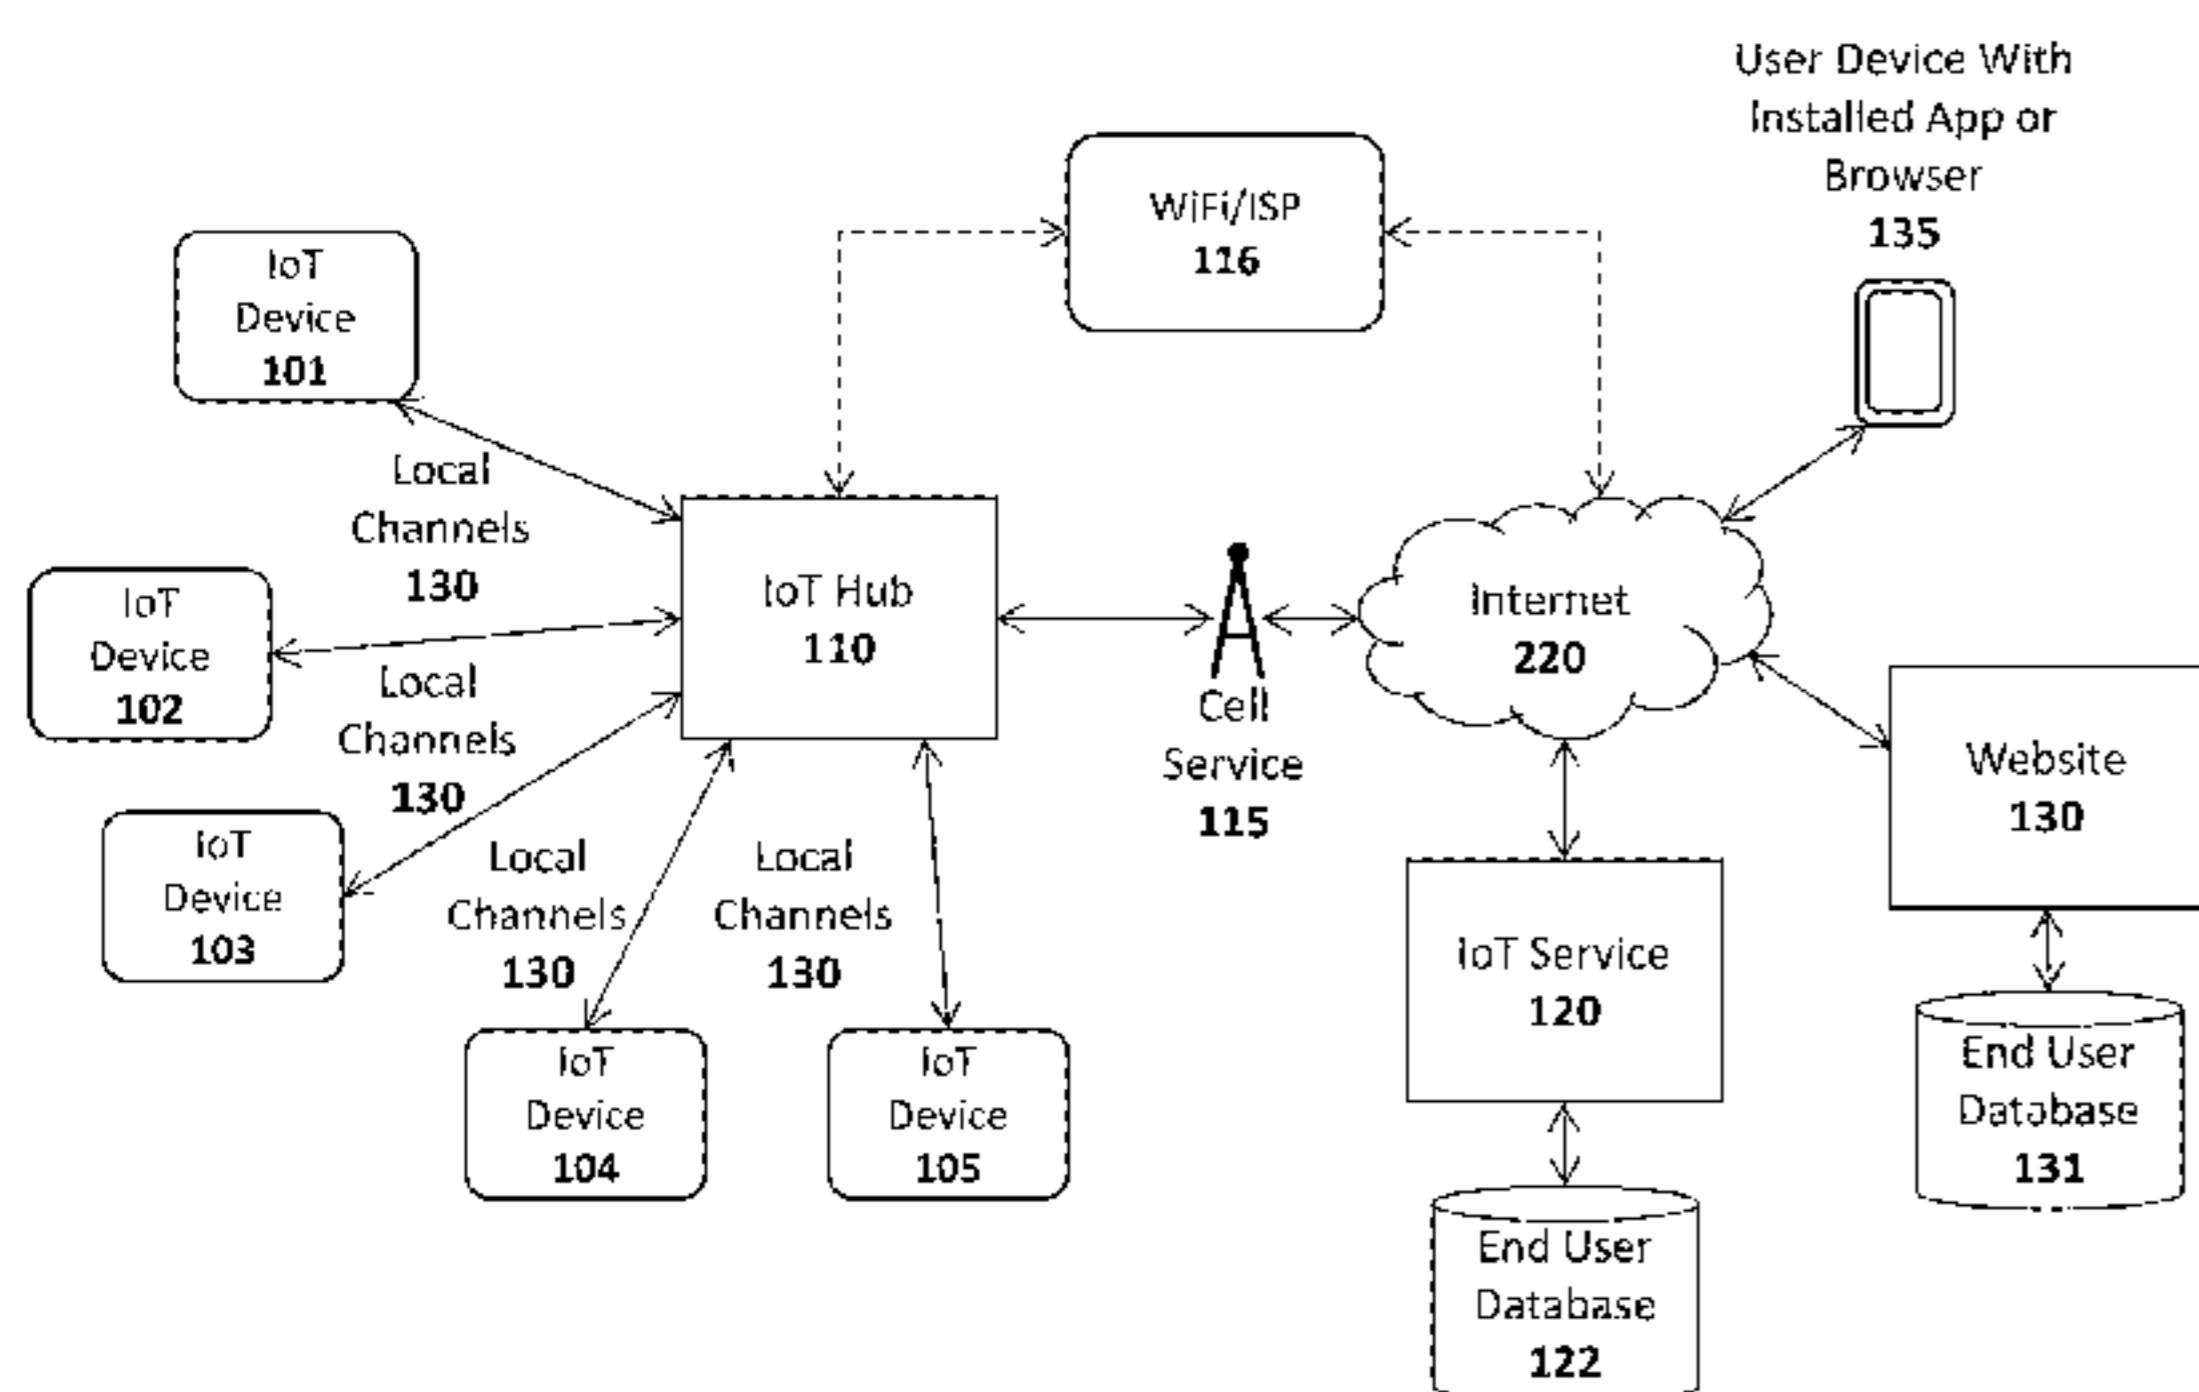 User Device With
Installed App or
Browser
135
WiFi/ISP
116
IoT
Device
101
Local
Channels
130
IoT
Device
102
IoT Hub
110
Internet
220
Local
Channels
130
Cell
Service
115
Website
130
IoT
Device
103
Local
Channels
130
Local
Channels
130
IoT Service
120
IoT
Device
104
IoT
Device
105
End User
Database
131
End User
Database
122